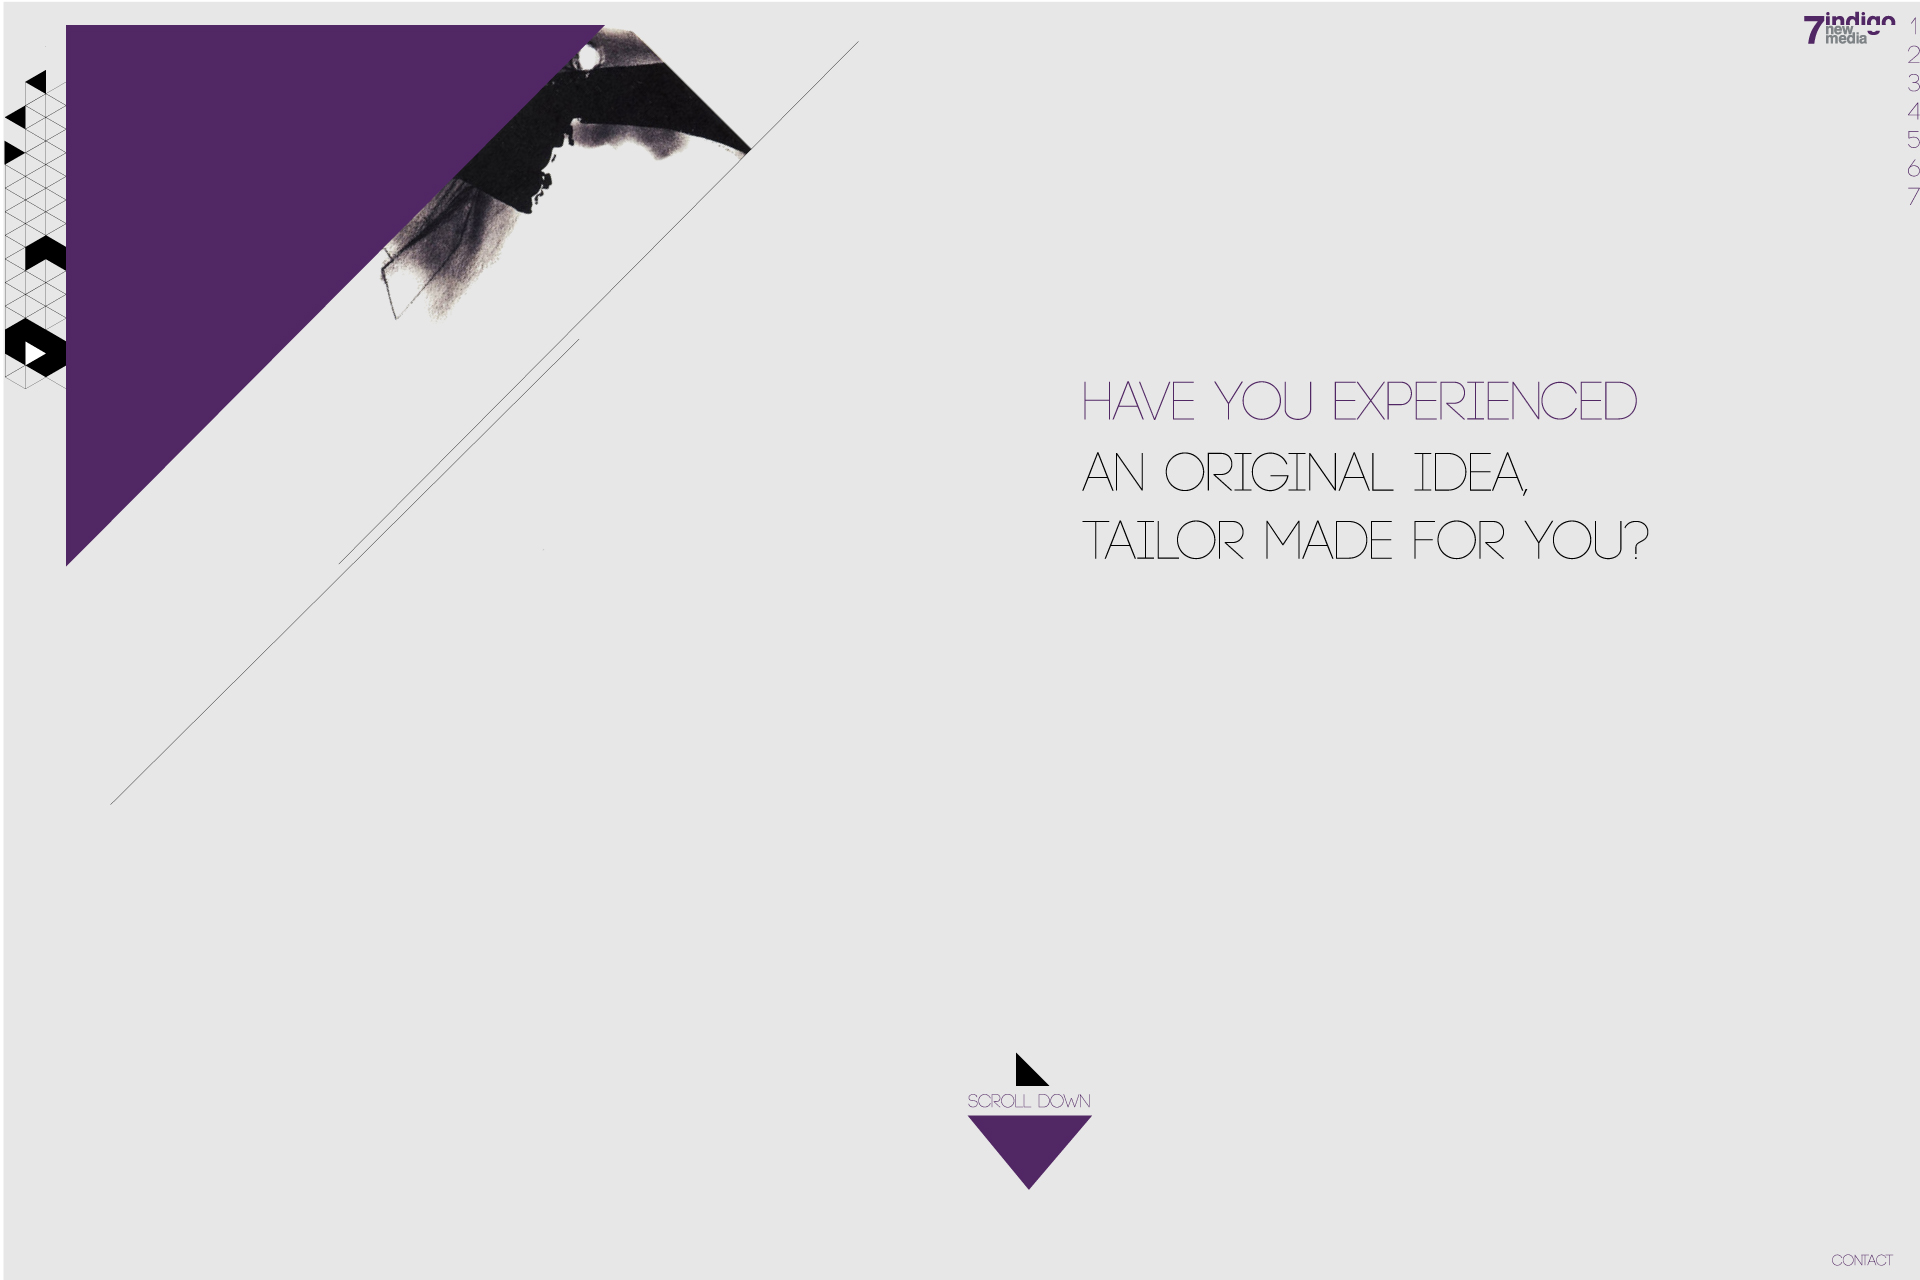 7indigo
new
media
1
2
3
4
5
6
7
HAVE YOU EXPERIENCED
AN ORIGINAL IDEA,
TAILOR MADE FOR YOU?
SCROLL DOWN
CONTACT